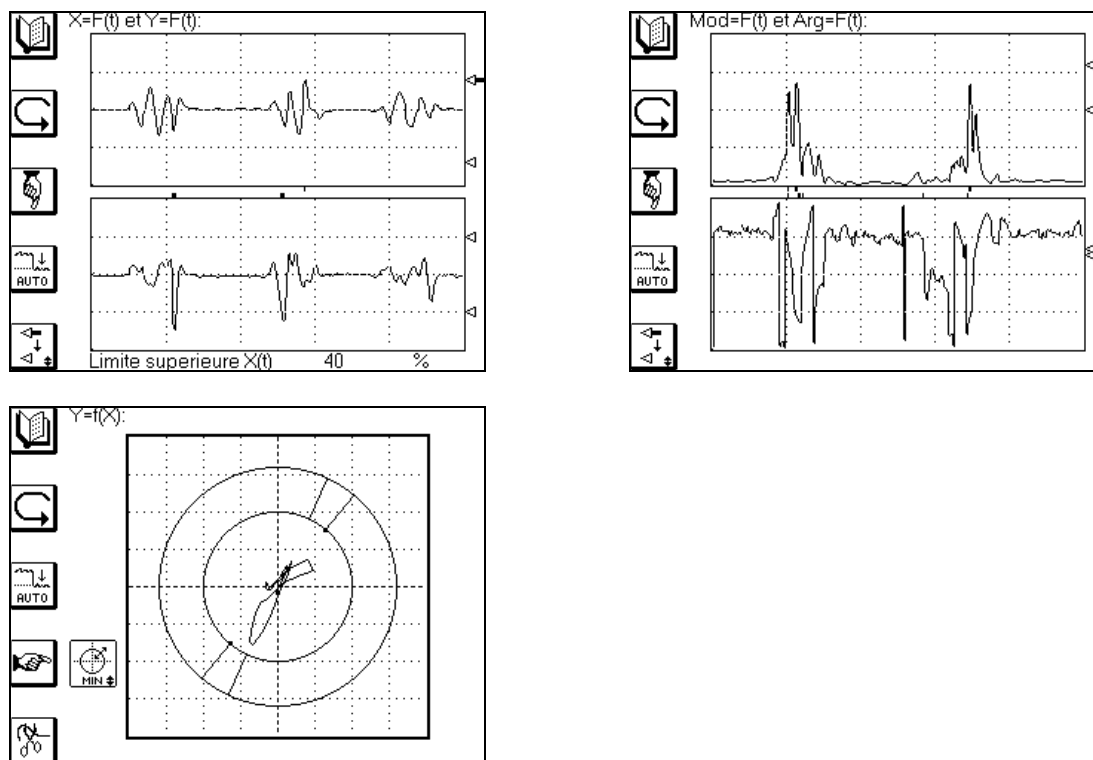 X=F(t) et Y=F(t):
AUTO
Limite superieure X(t) 40 %
Mod=F(t) et Arg=F(t):
AUTO
Y=f(X):
AUTO
MIN